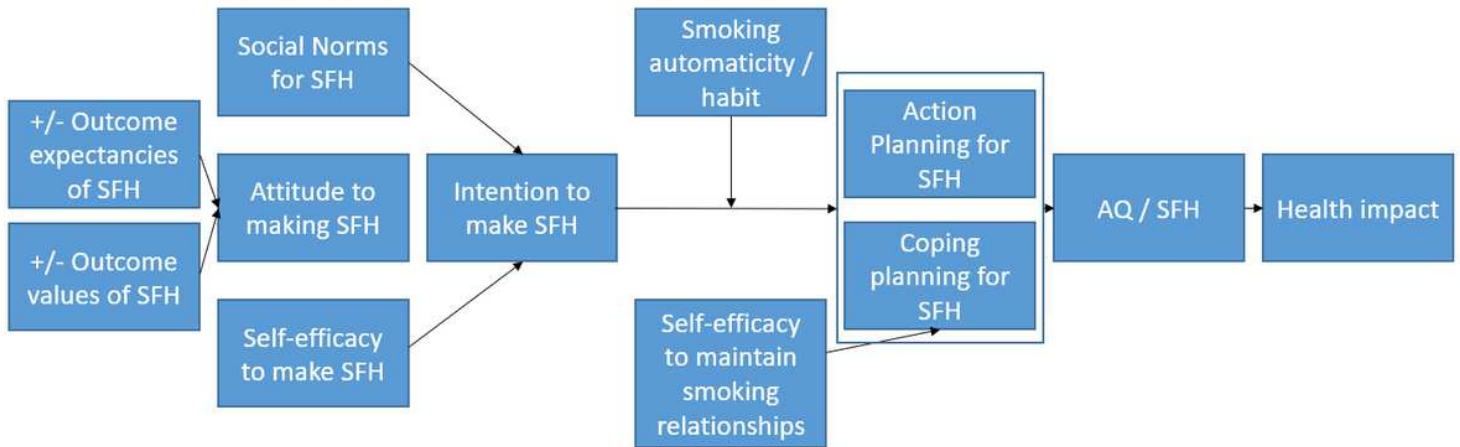 +/- Outcome
expectancies
of SFH
+/- Outcome
values of SFH
Social Norms
for SFH
Attitude to
making SFH
Self-efficacy
to make SFH
Intention to
make SFH
Smoking
automaticity /
habit
Self-efficacy
to maintain
smoking
relationships
Action
Planning for
SFH
Coping
planning for
SFH
AQ / SFH
Health impact